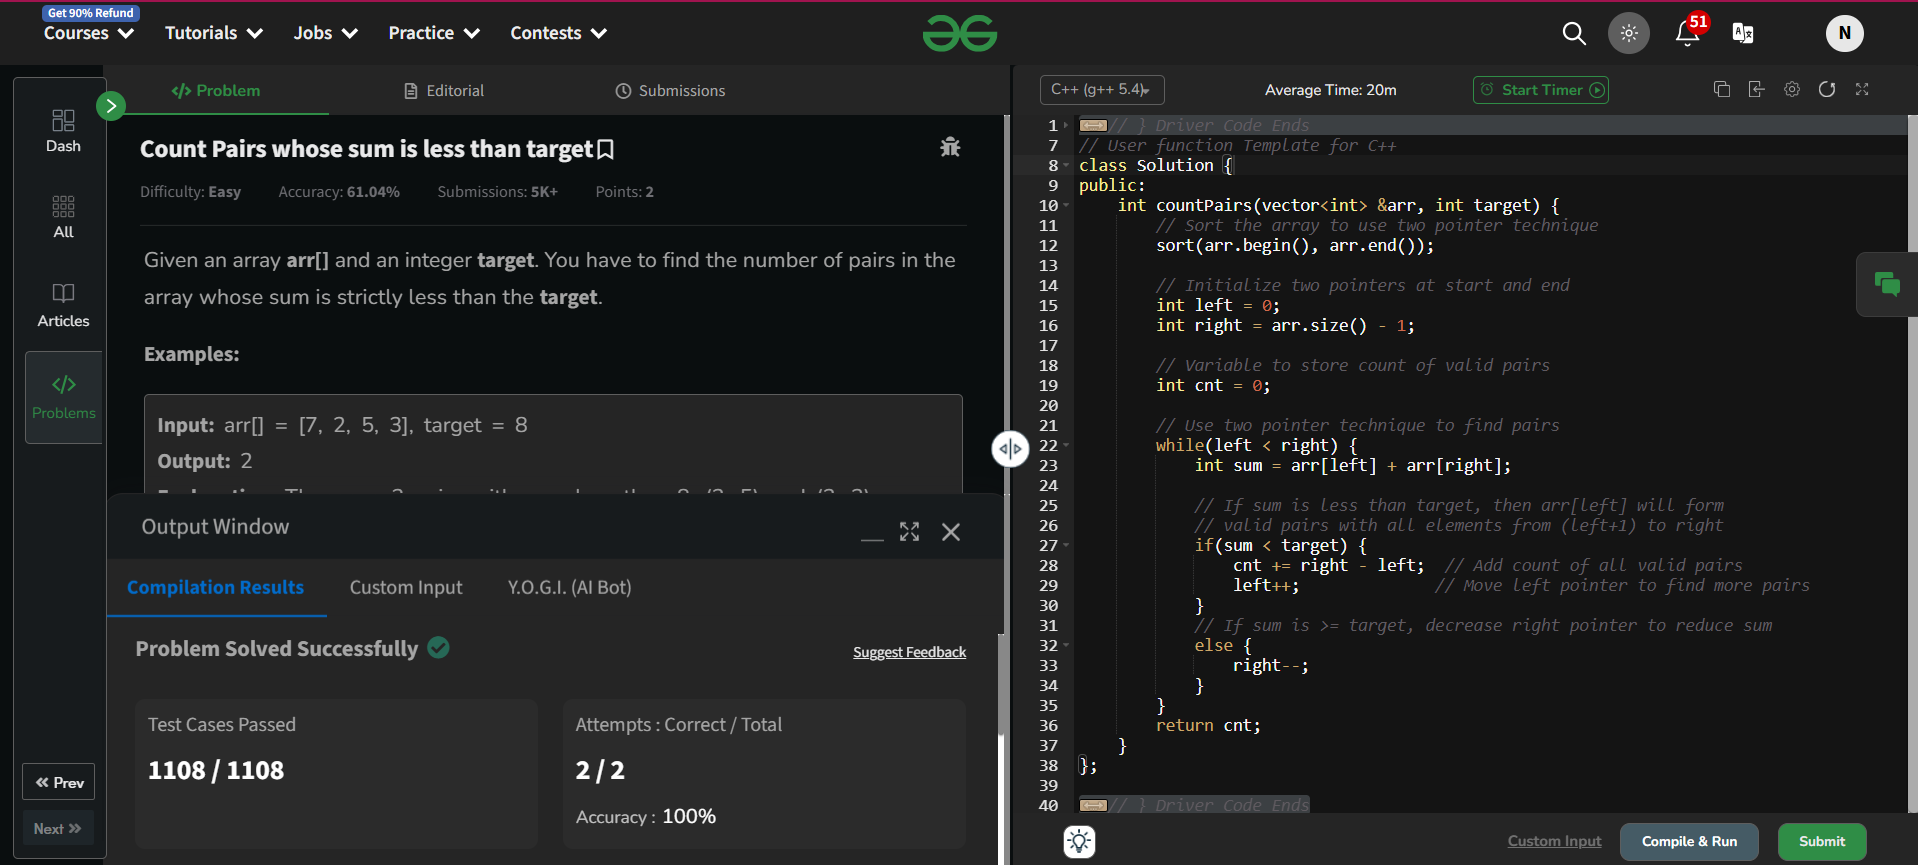 Get 90% Refund
Courses
Tutorials
Jobs
Practice
Contests
51
N
Dash
All
Articles
Problems
Prev
Next
Problem
Editorial
Submissions
Count Pairs whose sum is less than target
Difficulty: Easy
Accuracy: 61.04%
Submissions: 5K+
Points: 2
Given an array arr[] and an integer target. You have to find the number of pairs in the
array whose sum is strictly less than the target.
Examples:
Input: arr[] = [7, 2, 5, 3], target = 8
Output: 2
Output Window
Compilation Results
Custom Input
Y.O.G.I. (AI Bot)
Problem Solved Successfully
Suggest Feedback
Test Cases Passed
1108 / 1108
Attempts : Correct / Total
2 / 2
Accuracy : 100%
C++ (g++ 5.4)
Average Time: 20m
Start Timer
1 // } Driver Code Ends
7 // User function Template for C++
8 class Solution {
9 public:
10 int countPairs(vector<int> &arr, int target) {
11 // Sort the array to use two pointer technique
12 sort(arr.begin(), arr.end());
13
14 // Initialize two pointers at start and end
15 int left = 0;
16 int right = arr.size() - 1;
17
18 // Variable to store count of valid pairs
19 int cnt = 0;
20
21 // Use two pointer technique to find pairs
22 while(left < right) {
23 int sum = arr[left] + arr[right];
24
25 // If sum is less than target, then arr[left] will form
26 // valid pairs with all elements from (left+1) to right
27 if(sum < target) {
28 cnt += right - left; // Add count of all valid pairs
29 left++; // Move left pointer to find more pairs
30 }
31 // If sum is >= target, decrease right pointer to reduce sum
32 else {
33 right--;
34 }
35 }
36 return cnt;
37 }
38 };
39
40 // } Driver Code Ends
Custom Input
Compile & Run
Submit